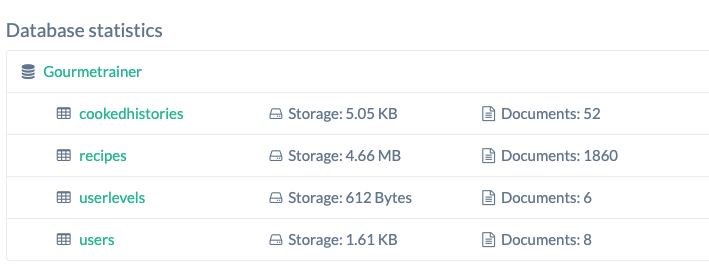 Database statistics
Gourmetrainer
cookedhistories Storage: 5.05 KB Documents: 52
recipes Storage: 4.66 MB Documents: 1860
userlevels Storage: 612 Bytes Documents: 6
users Storage: 1.61 KB Documents: 8